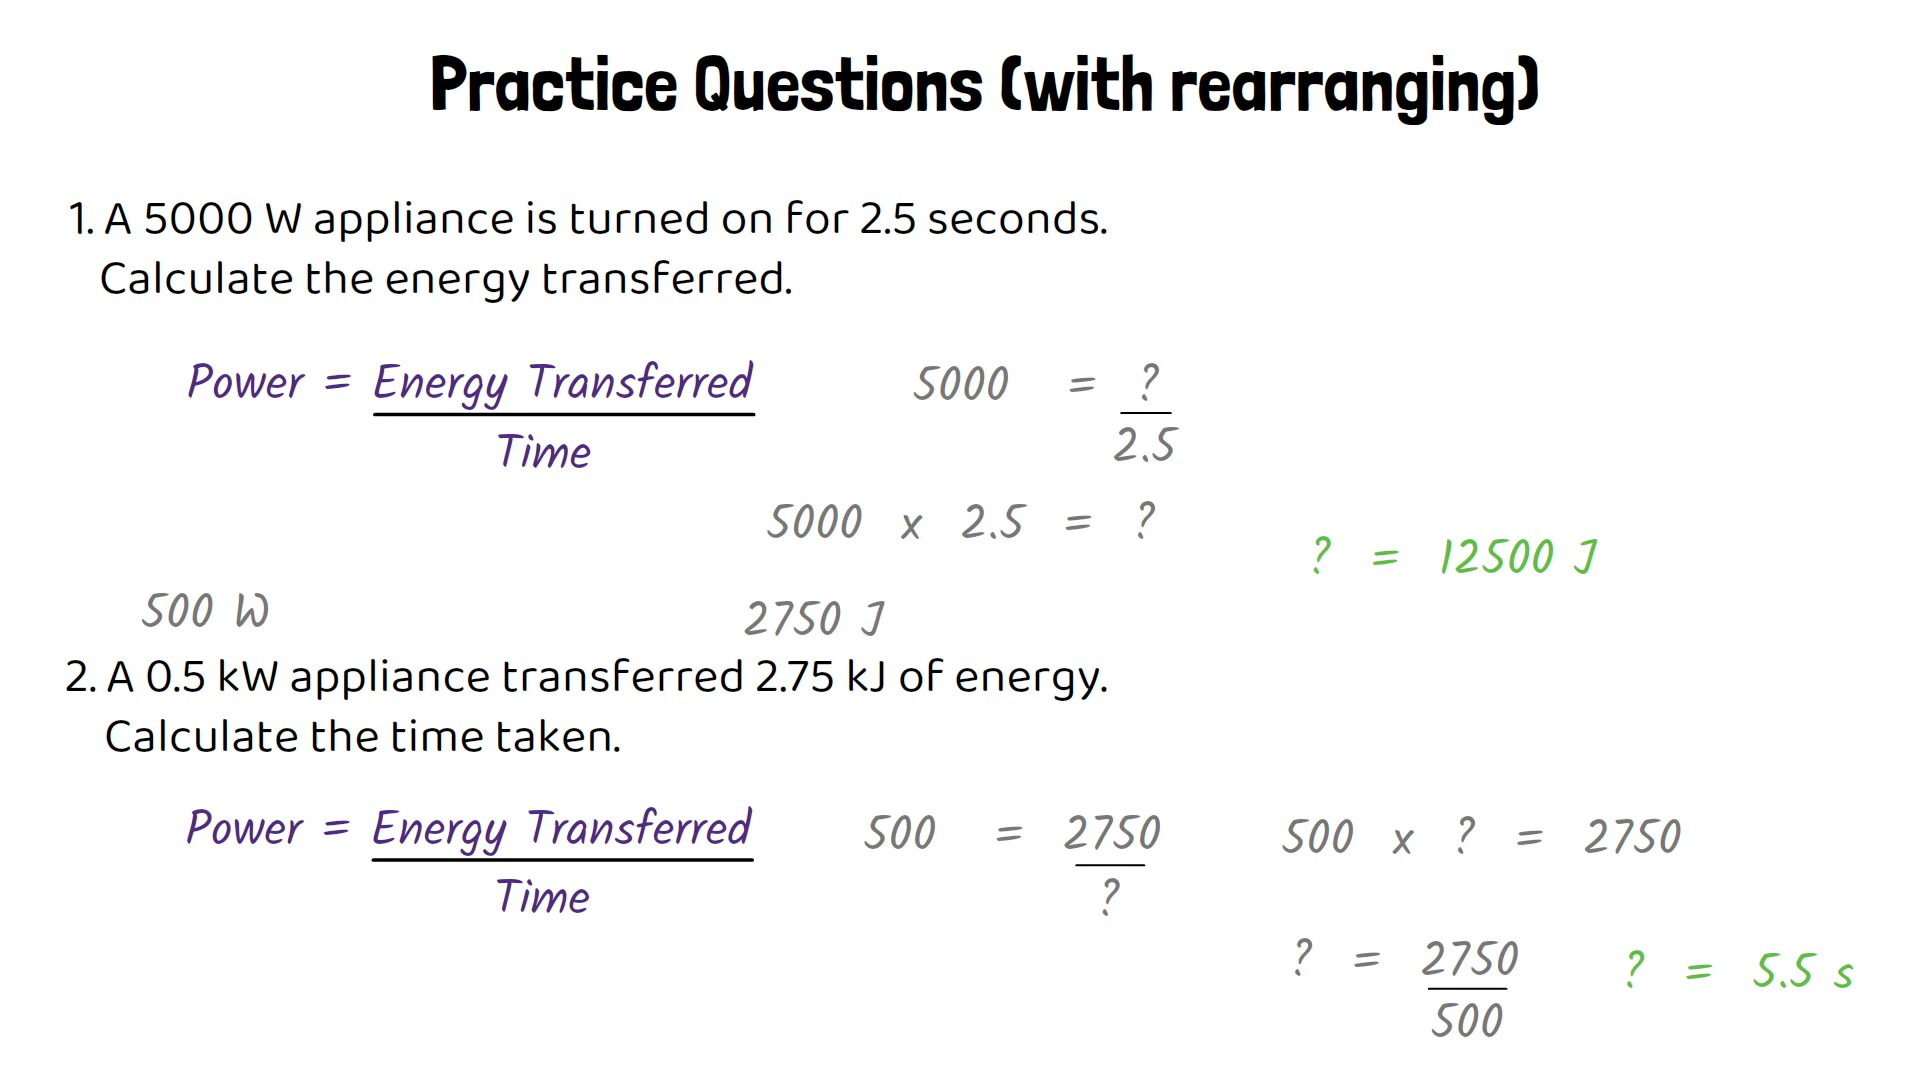 Practice Questions (with rearranging)
1. A 5000 W appliance is turned on for 2.5 seconds.
Calculate the energy transferred.
Power = Energy Transferred
Time
5000 = ?
2.5
5000 x 2.5 = ?
? = 12500 J
500 W
2750 J
2. A 0.5 kW appliance transferred 2.75 kJ of energy.
Calculate the time taken.
Power = Energy Transferred
Time
500 = 2750
?
500 x ? = 2750
? = 2750
500
? = 5.5 s